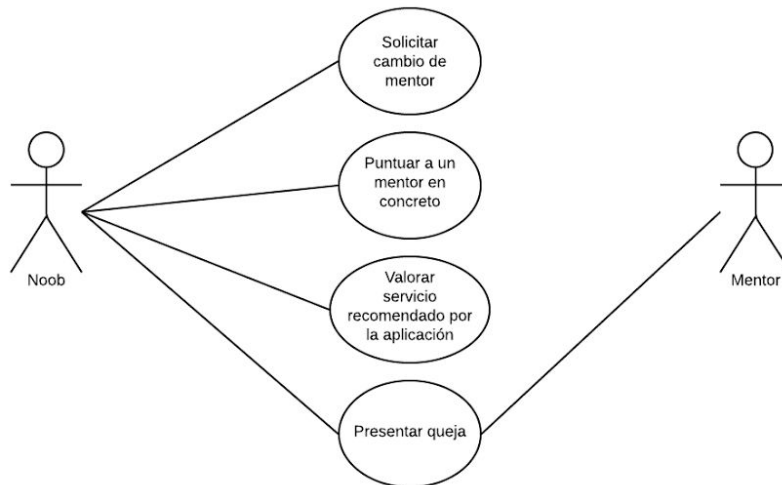 Solicitar
cambio de
mentor
Puntuar a un
mentor en
concreto
Noob
Mentor
Valorar
servicio
recomendado por
la aplicación
Presentar queja